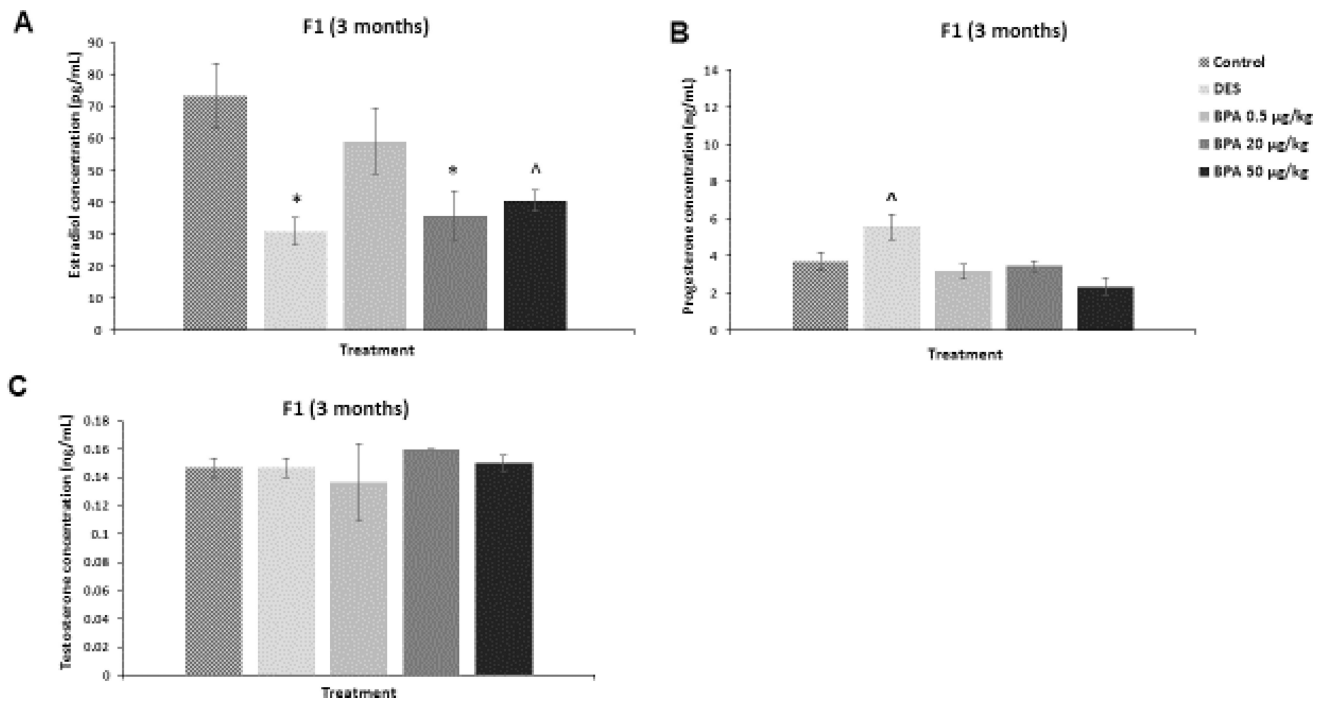 A
F1 (3 months)
Estradiol concentration (pg/mL)
90
80
70
60
50
40
30
20
10
0
*
*
^
Treatment
B
F1 (3 months)
Progesterone concentration (ng/mL)
14
12
10
8
6
4
2
0
^
Treatment
Control
DES
BPA 0.5 µg/kg
BPA 20 µg/kg
BPA 50 µg/kg
C
F1 (3 months)
Testosterone concentration (ng/mL)
0.18
0.16
0.14
0.12
0.1
0.08
0.06
0.04
0.02
0
Treatment